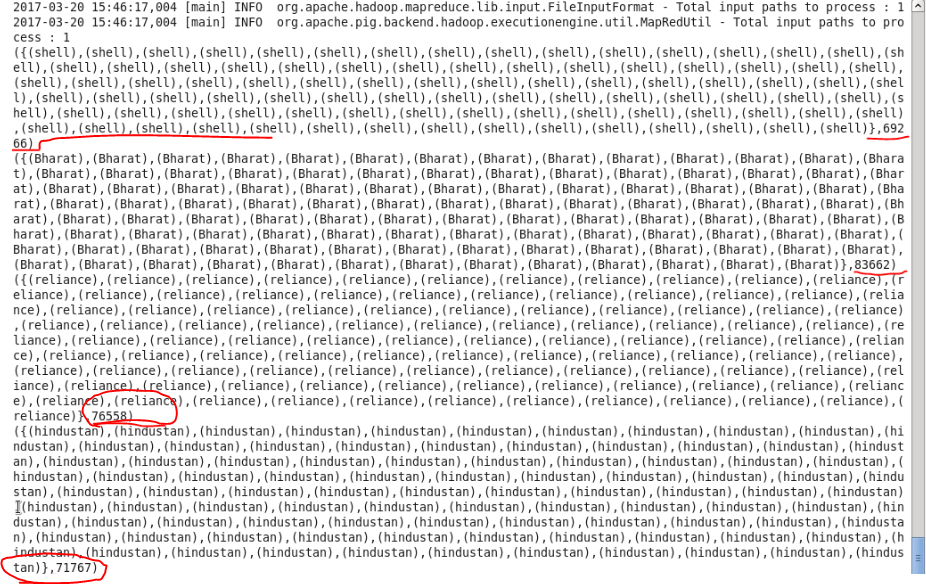 2017-03-20 15:46:17,004 [main] INFO  org.apache.hadoop.mapreduce.lib.input.FileInputFormat - Total input paths to process : 1
2017-03-20 15:46:17,004 [main] INFO  org.apache.pig.backend.hadoop.executionengine.util.MapRedUtil - Total input paths to pro
cess : 1
({(shell),(shell),(shell),(shell),(shell),(shell),(shell),(shell),(shell),(shell),(shell),(shell),(shell),(shell),(shell),(sh
ell),(shell),(shell),(shell),(shell),(shell),(shell),(shell),(shell),(shell),(shell),(shell),(shell),(shell),(shell),(shell),
(shell),(shell),(shell),(shell),(shell),(shell),(shell),(shell),(shell),(shell),(shell),(shell),(shell),(shell),(shell),(shel
l),(shell),(shell),(shell),(shell),(shell),(shell),(shell),(shell),(shell),(shell),(shell),(shell),(shell),(shell),(shell),(s
hell),(shell),(shell),(shell),(shell),(shell),(shell),(shell),(shell),(shell),(shell),(shell),(shell),(shell),(shell),(shell)
,(shell),(shell),(shell),(shell),(shell),(shell),(shell),(shell),(shell),(shell),(shell),(shell),(shell),(shell),(shell)},692
66)
({(Bharat),(Bharat),(Bharat),(Bharat),(Bharat),(Bharat),(Bharat),(Bharat),(Bharat),(Bharat),(Bharat),(Bharat),(Bharat),(Bhara
t),(Bharat),(Bharat),(Bharat),(Bharat),(Bharat),(Bharat),(Bharat),(Bharat),(Bharat),(Bharat),(Bharat),(Bharat),(Bharat),(Bhar
at),(Bharat),(Bharat),(Bharat),(Bharat),(Bharat),(Bharat),(Bharat),(Bharat),(Bharat),(Bharat),(Bharat),(Bharat),(Bharat),(Bha
rat),(Bharat),(Bharat),(Bharat),(Bharat),(Bharat),(Bharat),(Bharat),(Bharat),(Bharat),(Bharat),(Bharat),(Bharat),(Bharat),(Bh
arat),(Bharat),(Bharat),(Bharat),(Bharat),(Bharat),(Bharat),(Bharat),(Bharat),(Bharat),(Bharat),(Bharat),(Bharat),(Bharat),(B
harat),(Bharat),(Bharat),(Bharat),(Bharat),(Bharat),(Bharat),(Bharat),(Bharat),(Bharat),(Bharat),(Bharat),(Bharat),(Bharat),(
Bharat),(Bharat),(Bharat),(Bharat),(Bharat),(Bharat),(Bharat),(Bharat),(Bharat),(Bharat),(Bharat),(Bharat),(Bharat),(Bharat),
(Bharat),(Bharat),(Bharat),(Bharat),(Bharat),(Bharat),(Bharat),(Bharat),(Bharat),(Bharat),(Bharat),(Bharat),(Bharat)},83662)
({(reliance),(reliance),(reliance),(reliance),(reliance),(reliance),(reliance),(reliance),(reliance),(reliance),(reliance),(r
eliance),(reliance),(reliance),(reliance),(reliance),(reliance),(reliance),(reliance),(reliance),(reliance),(reliance),(relia
nce),(reliance),(reliance),(reliance),(reliance),(reliance),(reliance),(reliance),(reliance),(reliance),(reliance),(reliance)
,(reliance),(reliance),(reliance),(reliance),(reliance),(reliance),(reliance),(reliance),(reliance),(reliance),(reliance),(re
liance),(reliance),(reliance),(reliance),(reliance),(reliance),(reliance),(reliance),(reliance),(reliance),(reliance),(relian
ce),(reliance),(reliance),(reliance),(reliance),(reliance),(reliance),(reliance),(reliance),(reliance),(reliance),(reliance),
(reliance),(reliance),(reliance),(reliance),(reliance),(reliance),(reliance),(reliance),(reliance),(reliance),(reliance),(rel
iance),(reliance),(reliance),(reliance),(reliance),(reliance),(reliance),(reliance),(reliance),(reliance),(reliance),(relianc
e),(reliance),(reliance),(reliance),(reliance),(reliance),(reliance),(reliance),(reliance),(reliance),(reliance),(reliance),(
reliance)},76558)
({(hindustan),(hindustan),(hindustan),(hindustan),(hindustan),(hindustan),(hindustan),(hindustan),(hindustan),(hindustan),(hi
ndustan),(hindustan),(hindustan),(hindustan),(hindustan),(hindustan),(hindustan),(hindustan),(hindustan),(hindustan),(hindust
an),(hindustan),(hindustan),(hindustan),(hindustan),(hindustan),(hindustan),(hindustan),(hindustan),(hindustan),(hindustan),(
hindustan),(hindustan),(hindustan),(hindustan),(hindustan),(hindustan),(hindustan),(hindustan),(hindustan),(hindustan),(hindu
stan),(hindustan),(hindustan),(hindustan),(hindustan),(hindustan),(hindustan),(hindustan),(hindustan),(hindustan),(hindustan)
,(hindustan),(hindustan),(hindustan),(hindustan),(hindustan),(hindustan),(hindustan),(hindustan),(hindustan),(hindustan),(hin
dustan),(hindustan),(hindustan),(hindustan),(hindustan),(hindustan),(hindustan),(hindustan),(hindustan),(hindustan),(hindusta
n),(hindustan),(hindustan),(hindustan),(hindustan),(hindustan),(hindustan),(hindustan),(hindustan),(hindustan),(hindustan),(h
industan),(hindustan),(hindustan),(hindustan),(hindustan),(hindustan),(hindustan),(hindustan),(hindustan),(hindustan),(hindus
tan)},71767)